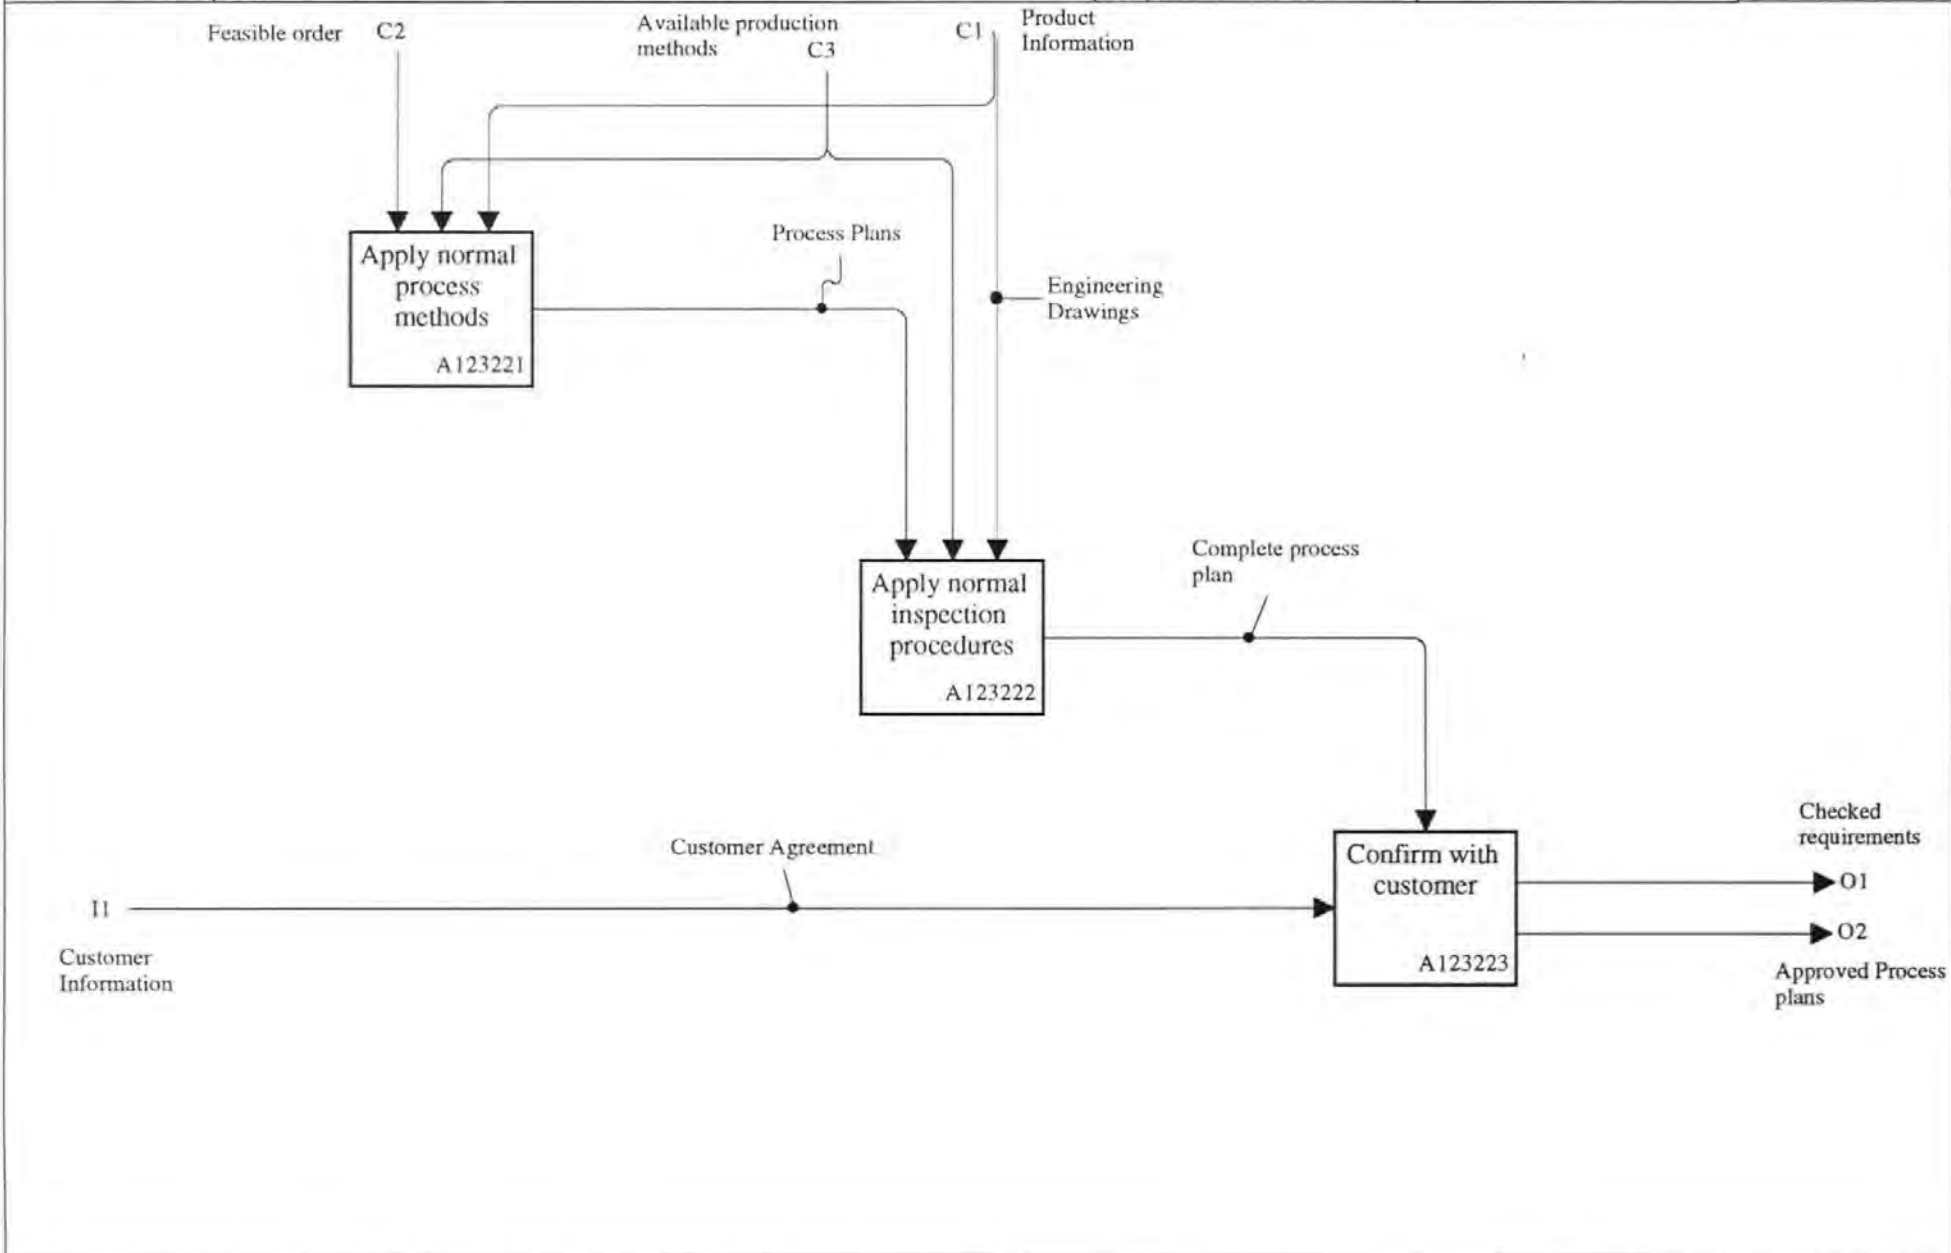 Feasible order
C2
Available production
methods
C3
C1
Product
Information
Apply normal
process
methods
A123221
Process Plans
Engineering
Drawings
Apply normal
inspection
procedures
A123222
Complete process
plan
Customer Agreement
I1
Customer
Information
Confirm with
customer
A123223
Checked
requirements
O1
O2
Approved Process
plans